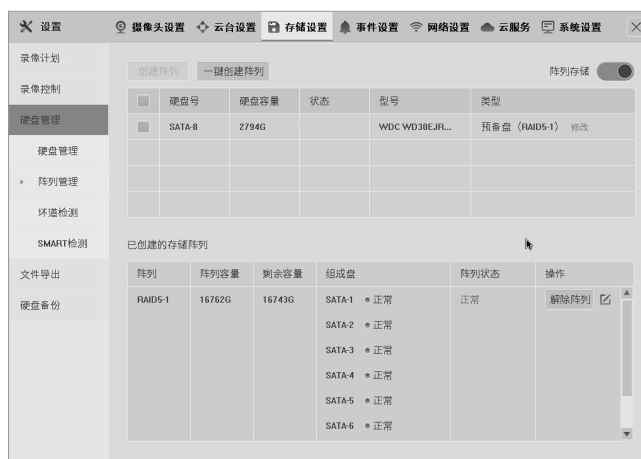 设置
摄像头设置 云台设置 存储设置 事件设置 网络设置 云服务 系统设置
录像计划
录像控制
硬盘管理
硬盘管理
阵列管理
坏道检测
SMART检测
文件导出
硬盘备份
创建阵列 一键创建阵列 阵列存储
硬盘号 硬盘容量 状态 型号 类型
SATA-8 2794G WDC WD30EJR... 预备盘（RAID5-1） 修改
已创建的存储阵列
阵列 阵列容量 剩余容量 组成盘 阵列状态 操作
RAID5-1 16762G 16743G SATA-1 正常 正常 解除阵列
SATA-2 正常
SATA-3 正常
SATA-4 正常
SATA-5 正常
SATA-6 正常